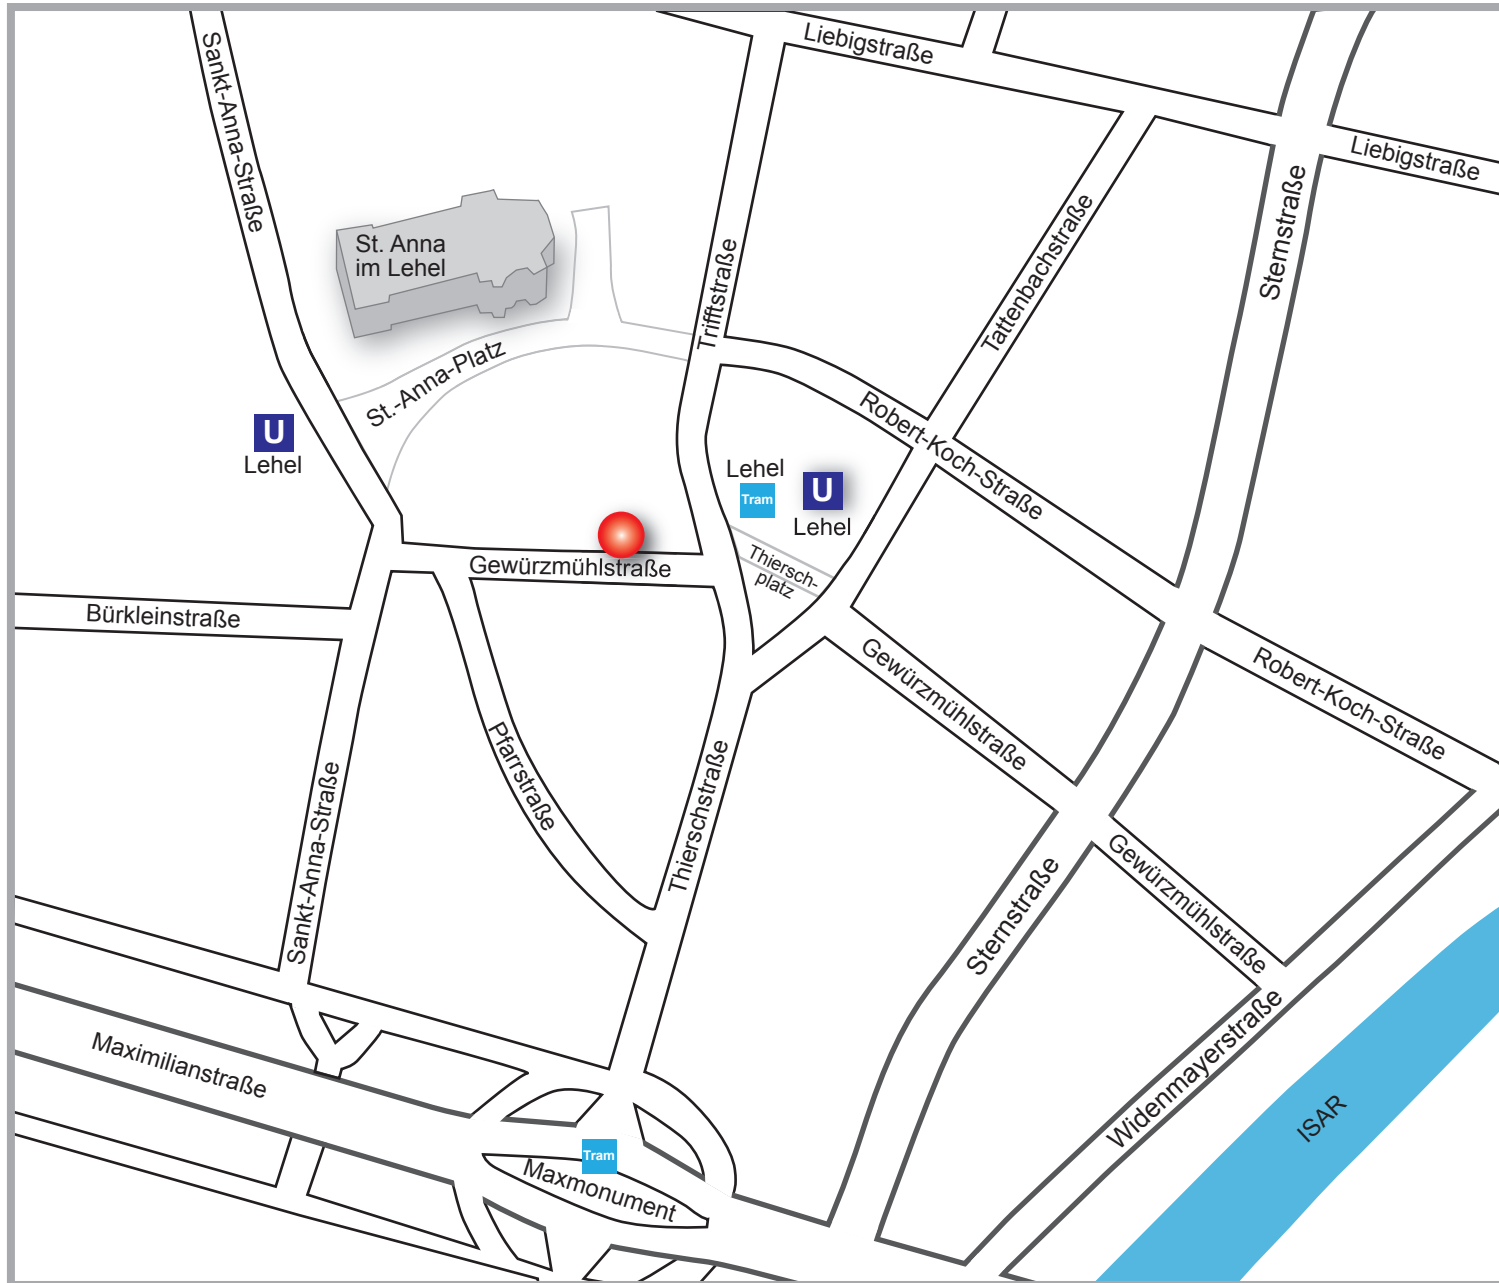 Liebigstraße
Sankt-Anna-Straße
Liebigstraße
Sternstraße
Tattenbachstraße
St. Anna
im Lehel
Trifftstraße
St.-Anna-Platz
Robert-Koch-Straße
U
Lehel
Lehel
Tram
U
Lehel
Thiersch-
platz
Gewürzmühlstraße
Bürkleinstraße
Gewürzmühlstraße
Robert-Koch-Straße
Pfarrstraße
Thierschstraße
Sankt-Anna-Straße
Sternstraße
Gewürzmühlstraße
Maximilianstraße
Widenmayerstraße
ISAR
Tram
Maxmonument